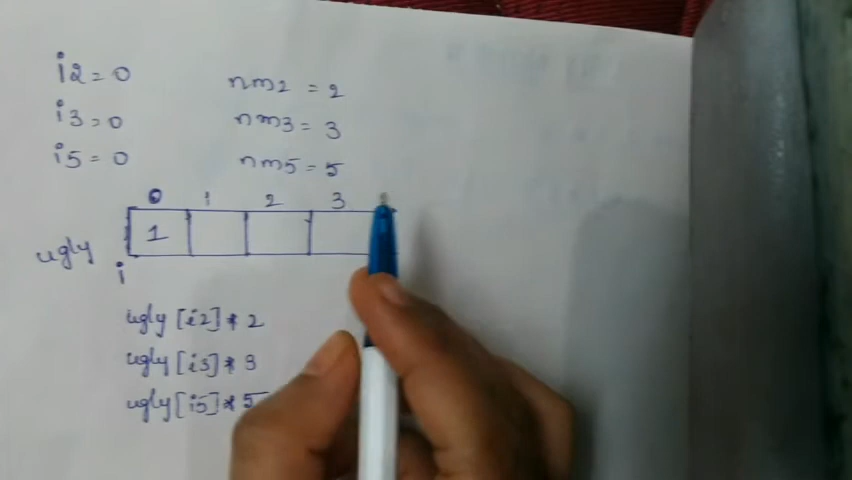 i2 = 0 nm2 = 2
i3 = 0 nm3 = 3
i5 = 0 nm5 = 5
0 1 2 3
ugly 1
i
ugly [i2] * 2
ugly [i3] * 3
ugly [i5] * 5